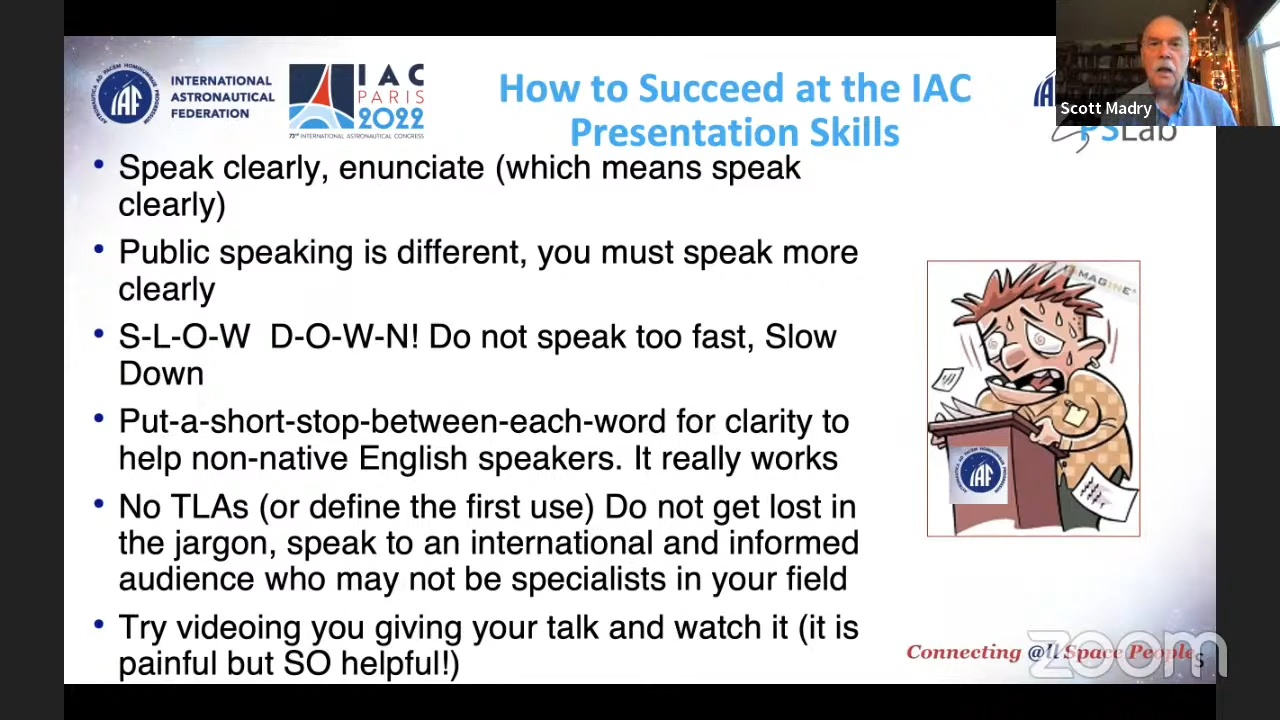 INTERNATIONAL
ASTRONAUTICAL
FEDERATION
IAF
IAC
PARIS
2022
73rd INTERNATIONAL ASTRONAUTICAL CONGRESS
How to Succeed at the IAC
Presentation Skills
Scott Madry
PSLab
• Speak clearly, enunciate (which means speak
clearly)
• Public speaking is different, you must speak more
clearly
• S-L-O-W D-O-W-N! Do not speak too fast, Slow
Down
• Put-a-short-stop-between-each-word for clarity to
help non-native English speakers. It really works
• No TLAs (or define the first use) Do not get lost in
the jargon, speak to an international and informed
audience who may not be specialists in your field
• Try videoing you giving your talk and watch it (it is
painful but SO helpful!)
IMAGINE
IAF
Connecting @ll Space People
zoom